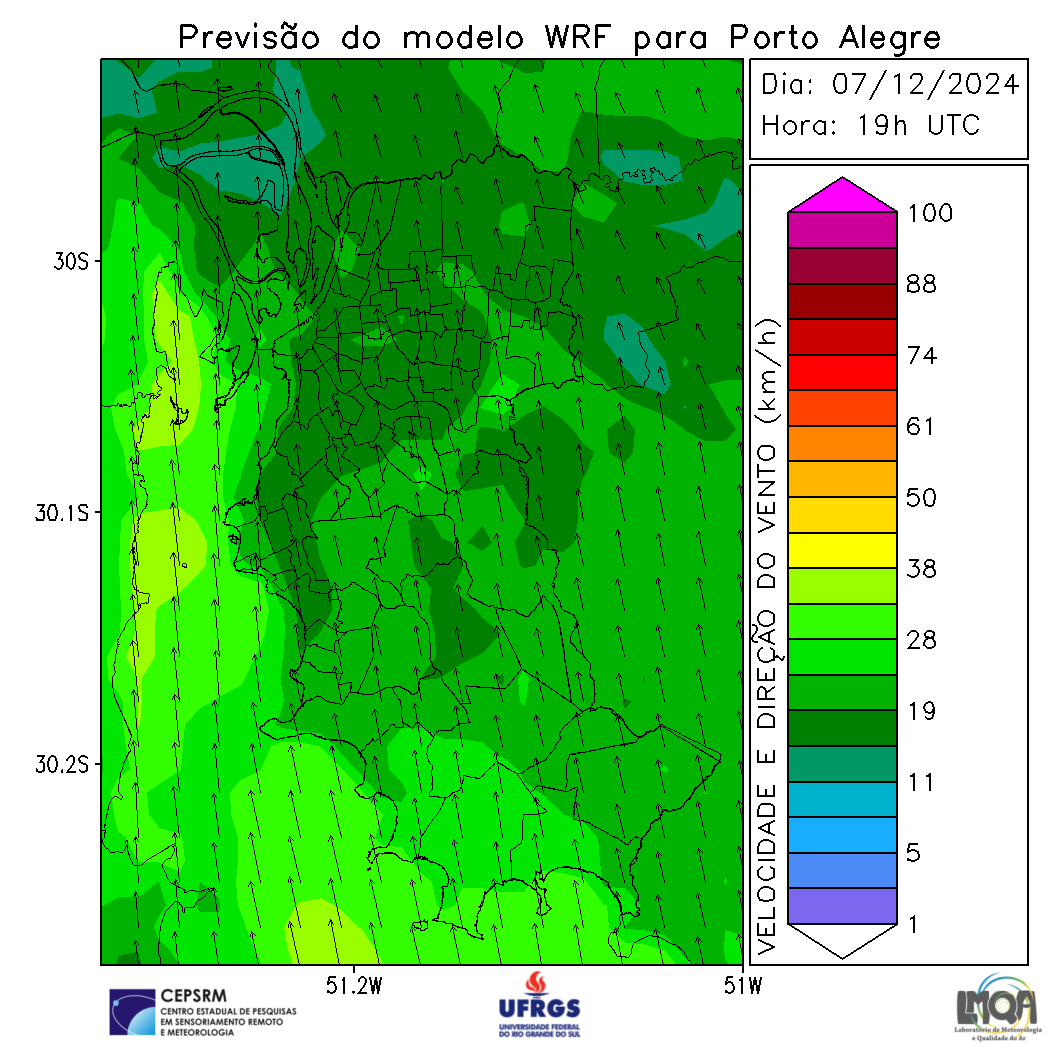 Previsão do modelo WRF para Porto Alegre
Dia: 07/12/2024
Hora: 19h UTC
30S
30.1S
30.2S
51.2W
51W
VELOCIDADE E DIREÇÃO DO VENTO (km/h)
100
88
74
61
50
38
28
19
11
5
1
CEPSRM
CENTRO ESTADUAL DE PESQUISAS
EM SENSORIAMENTO REMOTO
E METEOROLOGIA
UFRGS
UNIVERSIDADE FEDERAL
DO RIO GRANDE DO SUL
LMQA
Laboratório de Meteorologia
e Qualidade do Ar